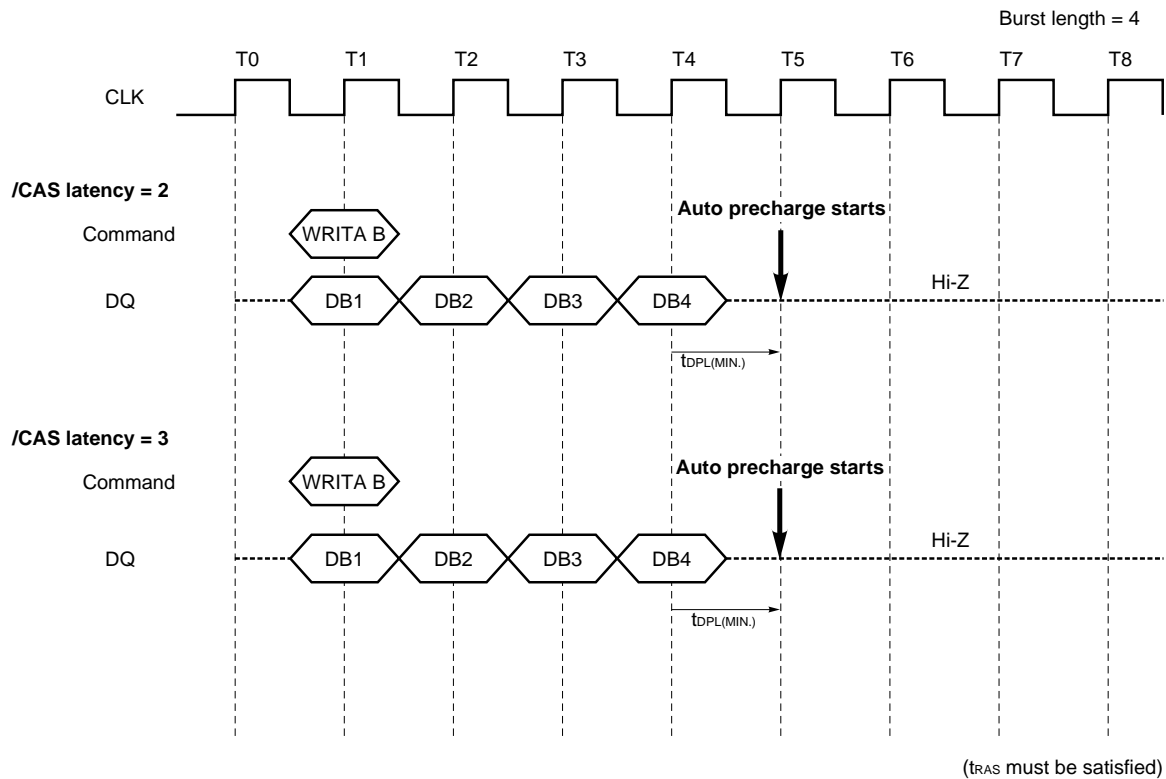 Burst length = 4
T0 T1 T2 T3 T4 T5 T6 T7 T8
CLK
/CAS latency = 2
Auto precharge starts
Command WRITA B
Hi-Z
DQ DB1 DB2 DB3 DB4
tDPL(MIN.)
/CAS latency = 3
Auto precharge starts
Command WRITA B
Hi-Z
DQ DB1 DB2 DB3 DB4
tDPL(MIN.)
(tRAS must be satisfied)